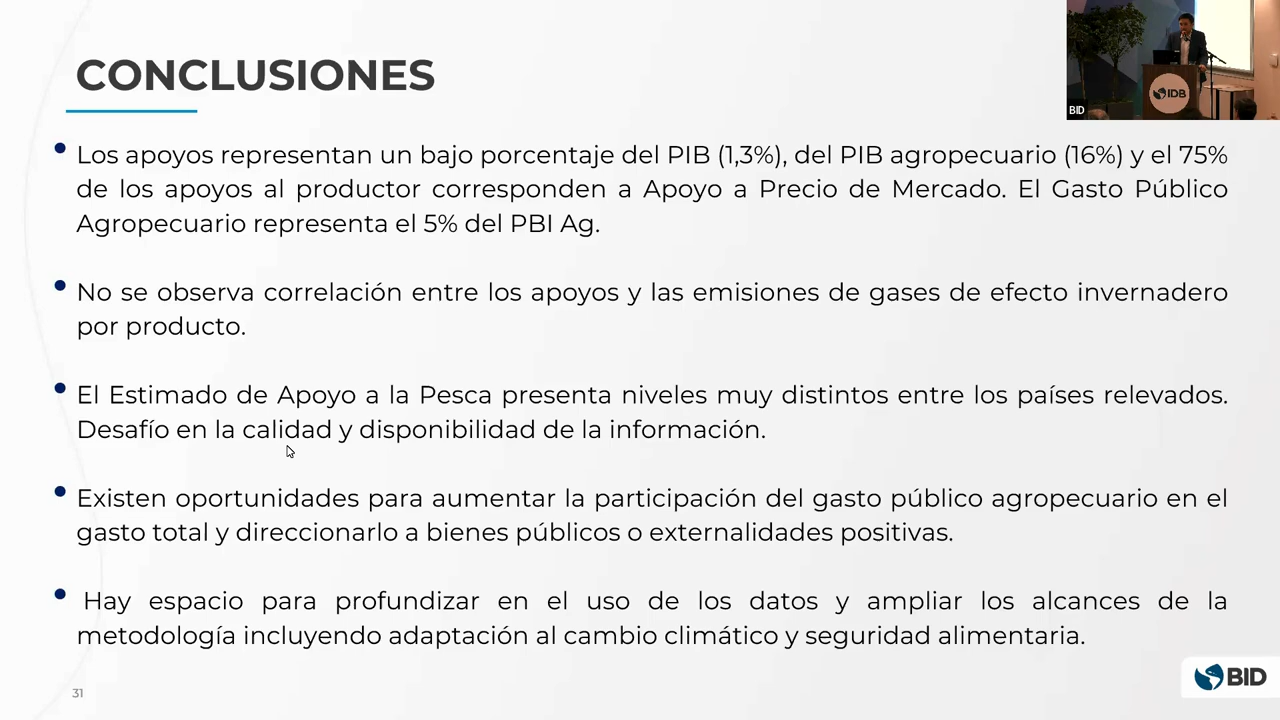 CONCLUSIONES
IDB
BID
Los apoyos representan un bajo porcentaje del PIB (1,3%), del PIB agropecuario (16%) y el 75%
de los apoyos al productor corresponden a Apoyo a Precio de Mercado. El Gasto Público
Agropecuario representa el 5% del PBI Ag.
No se observa correlación entre los apoyos y las emisiones de gases de efecto invernadero
por producto.
El Estimado de Apoyo a la Pesca presenta niveles muy distintos entre los países relevados.
Desafío en la calidad y disponibilidad de la información.
Existen oportunidades para aumentar la participación del gasto público agropecuario en el
gasto total y direccionarlo a bienes públicos o externalidades positivas.
Hay espacio para profundizar en el uso de los datos y ampliar los alcances de la
metodología incluyendo adaptación al cambio climático y seguridad alimentaria.
31
BID